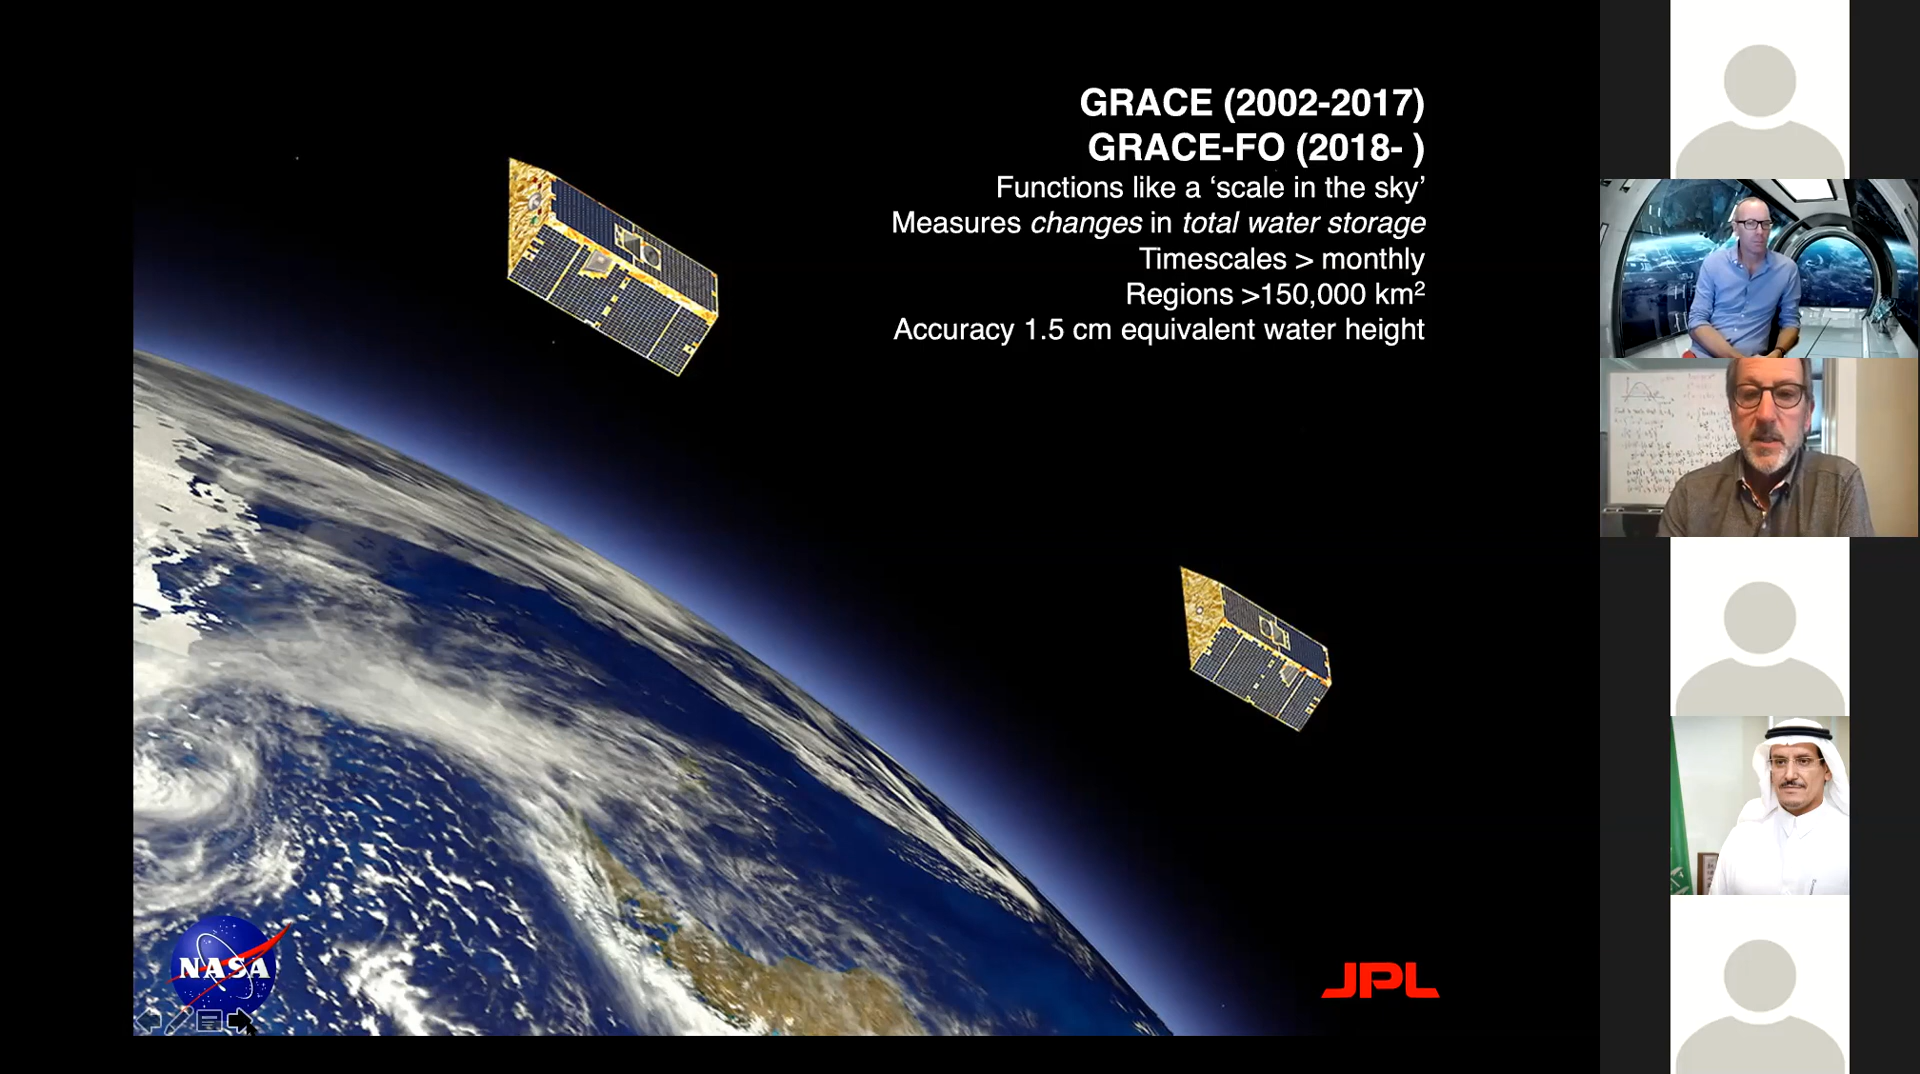 GRACE (2002-2017)
GRACE-FO (2018- )
Functions like a ‘scale in the sky’
Measures changes in total water storage
Timescales > monthly
Regions >150,000 km²
Accuracy 1.5 cm equivalent water height
NASA
JPL